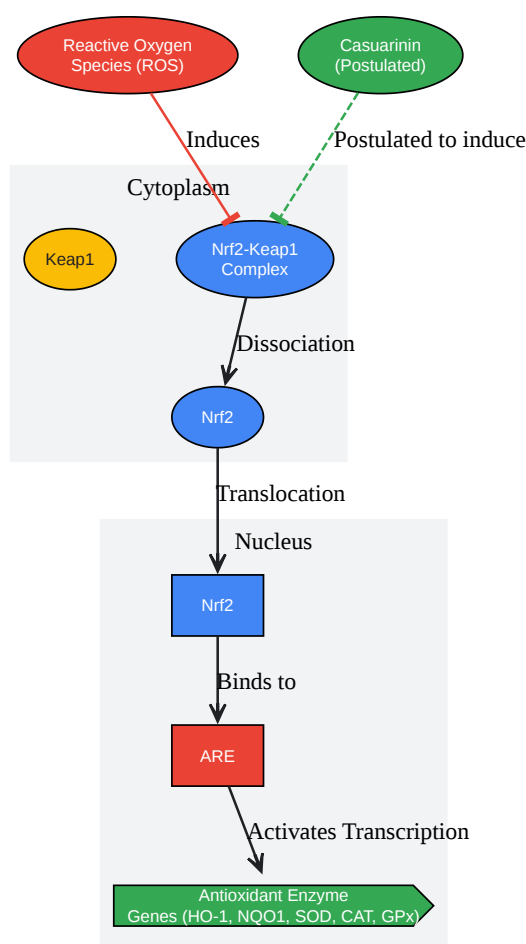 Reactive Oxygen
Species (ROS)
Casuarinin
(Postulated)
Induces
Postulated to induce
Cytoplasm
Keap1
Nrf2-Keap1
Complex
Dissociation
Nrf2
Translocation
Nucleus
Nrf2
Binds to
ARE
Activates Transcription
Antioxidant Enzyme
Genes (HO-1, NQO1, SOD, CAT, GPx)